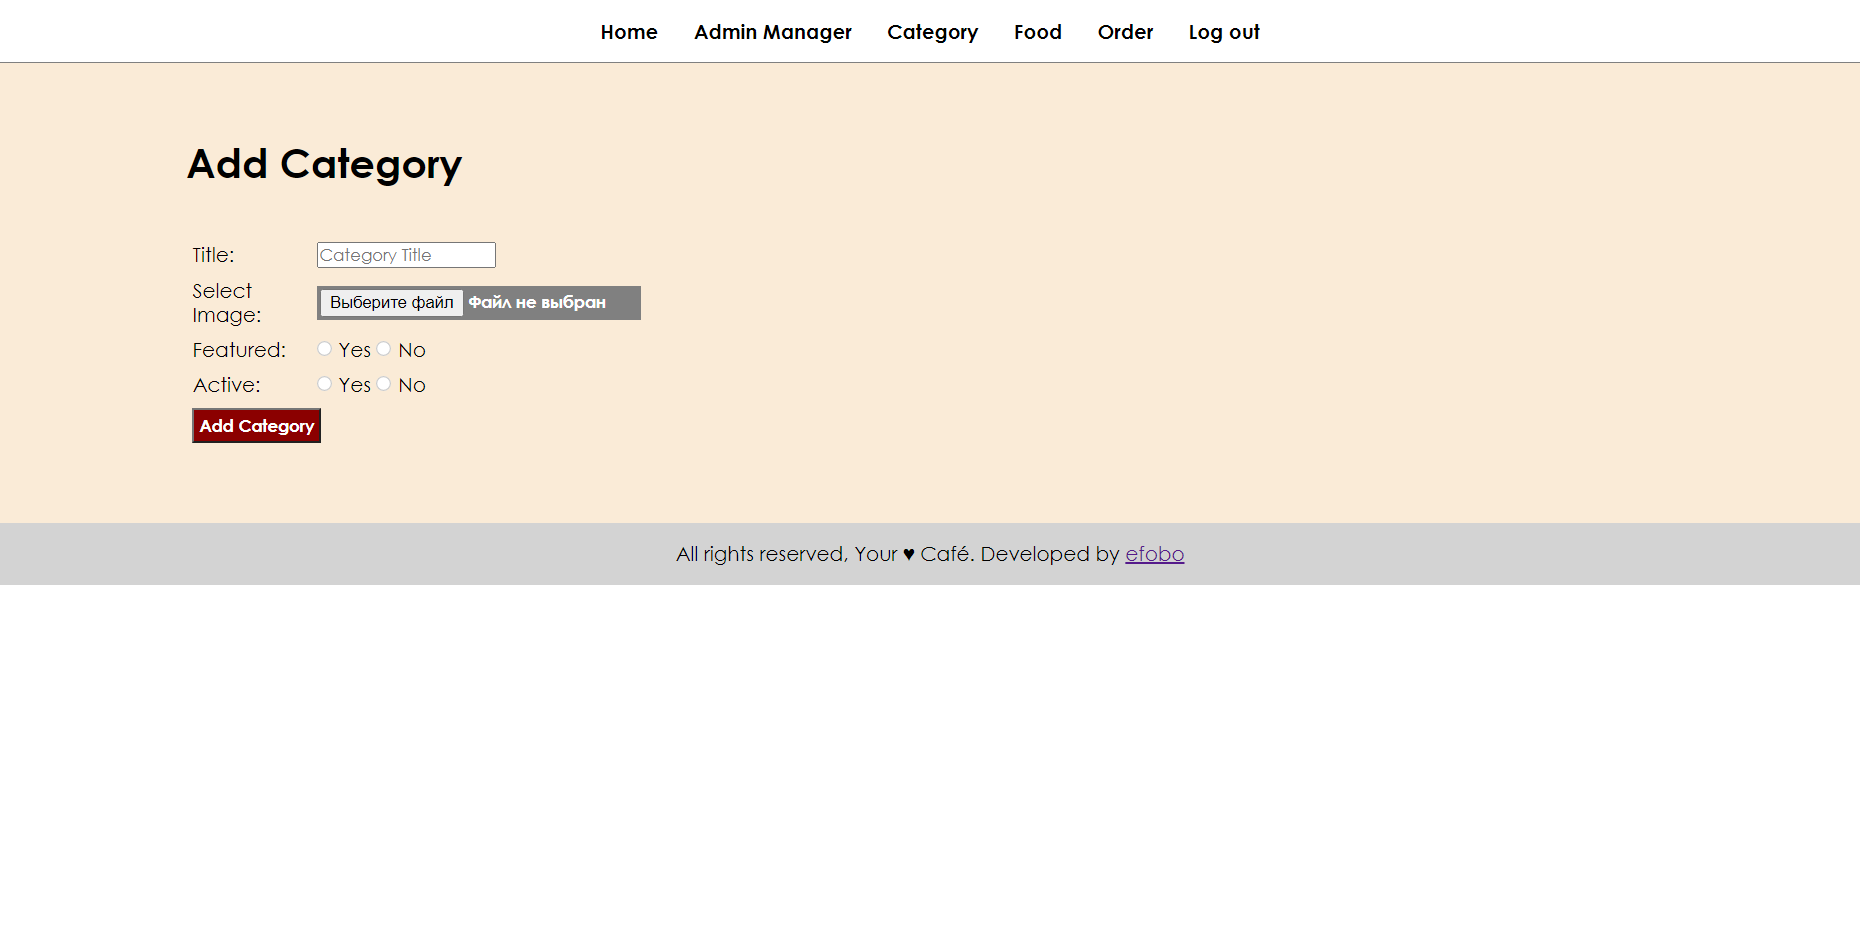 Home Admin Manager Category Food Order Log out
Add Category
Title: Category Title
Select
Image: Выберите файл Файл не выбран
Featured: Yes No
Active: Yes No
Add Category
All rights reserved, Your ♥ Café. Developed by efobo